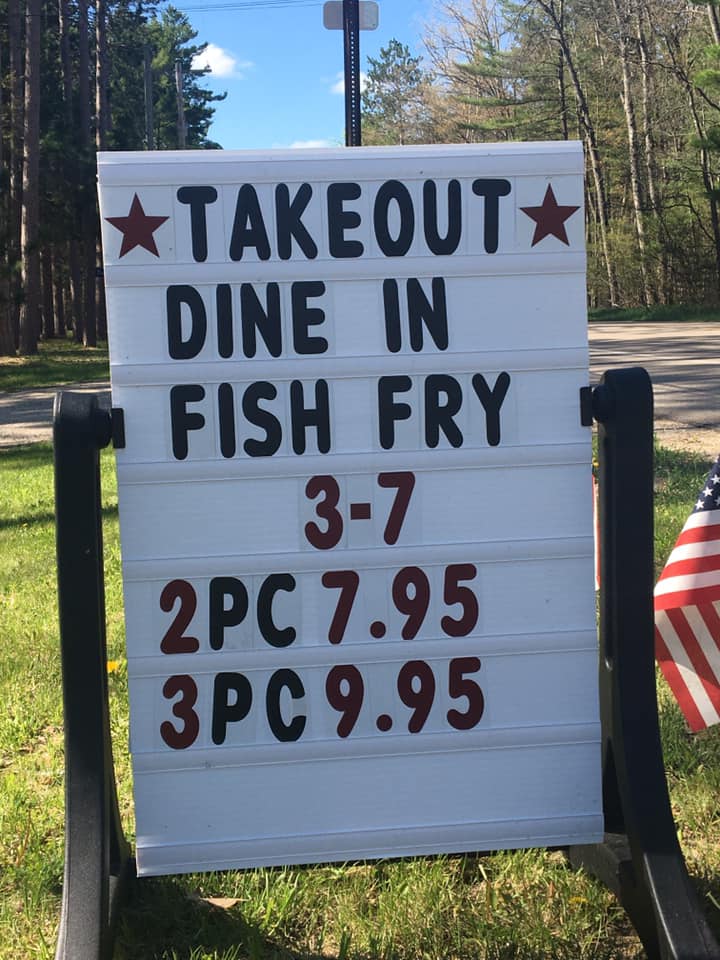 ★TAKEOUT★
DINE IN
FISH FRY
3-7
2PC 7.95
3PC 9.95